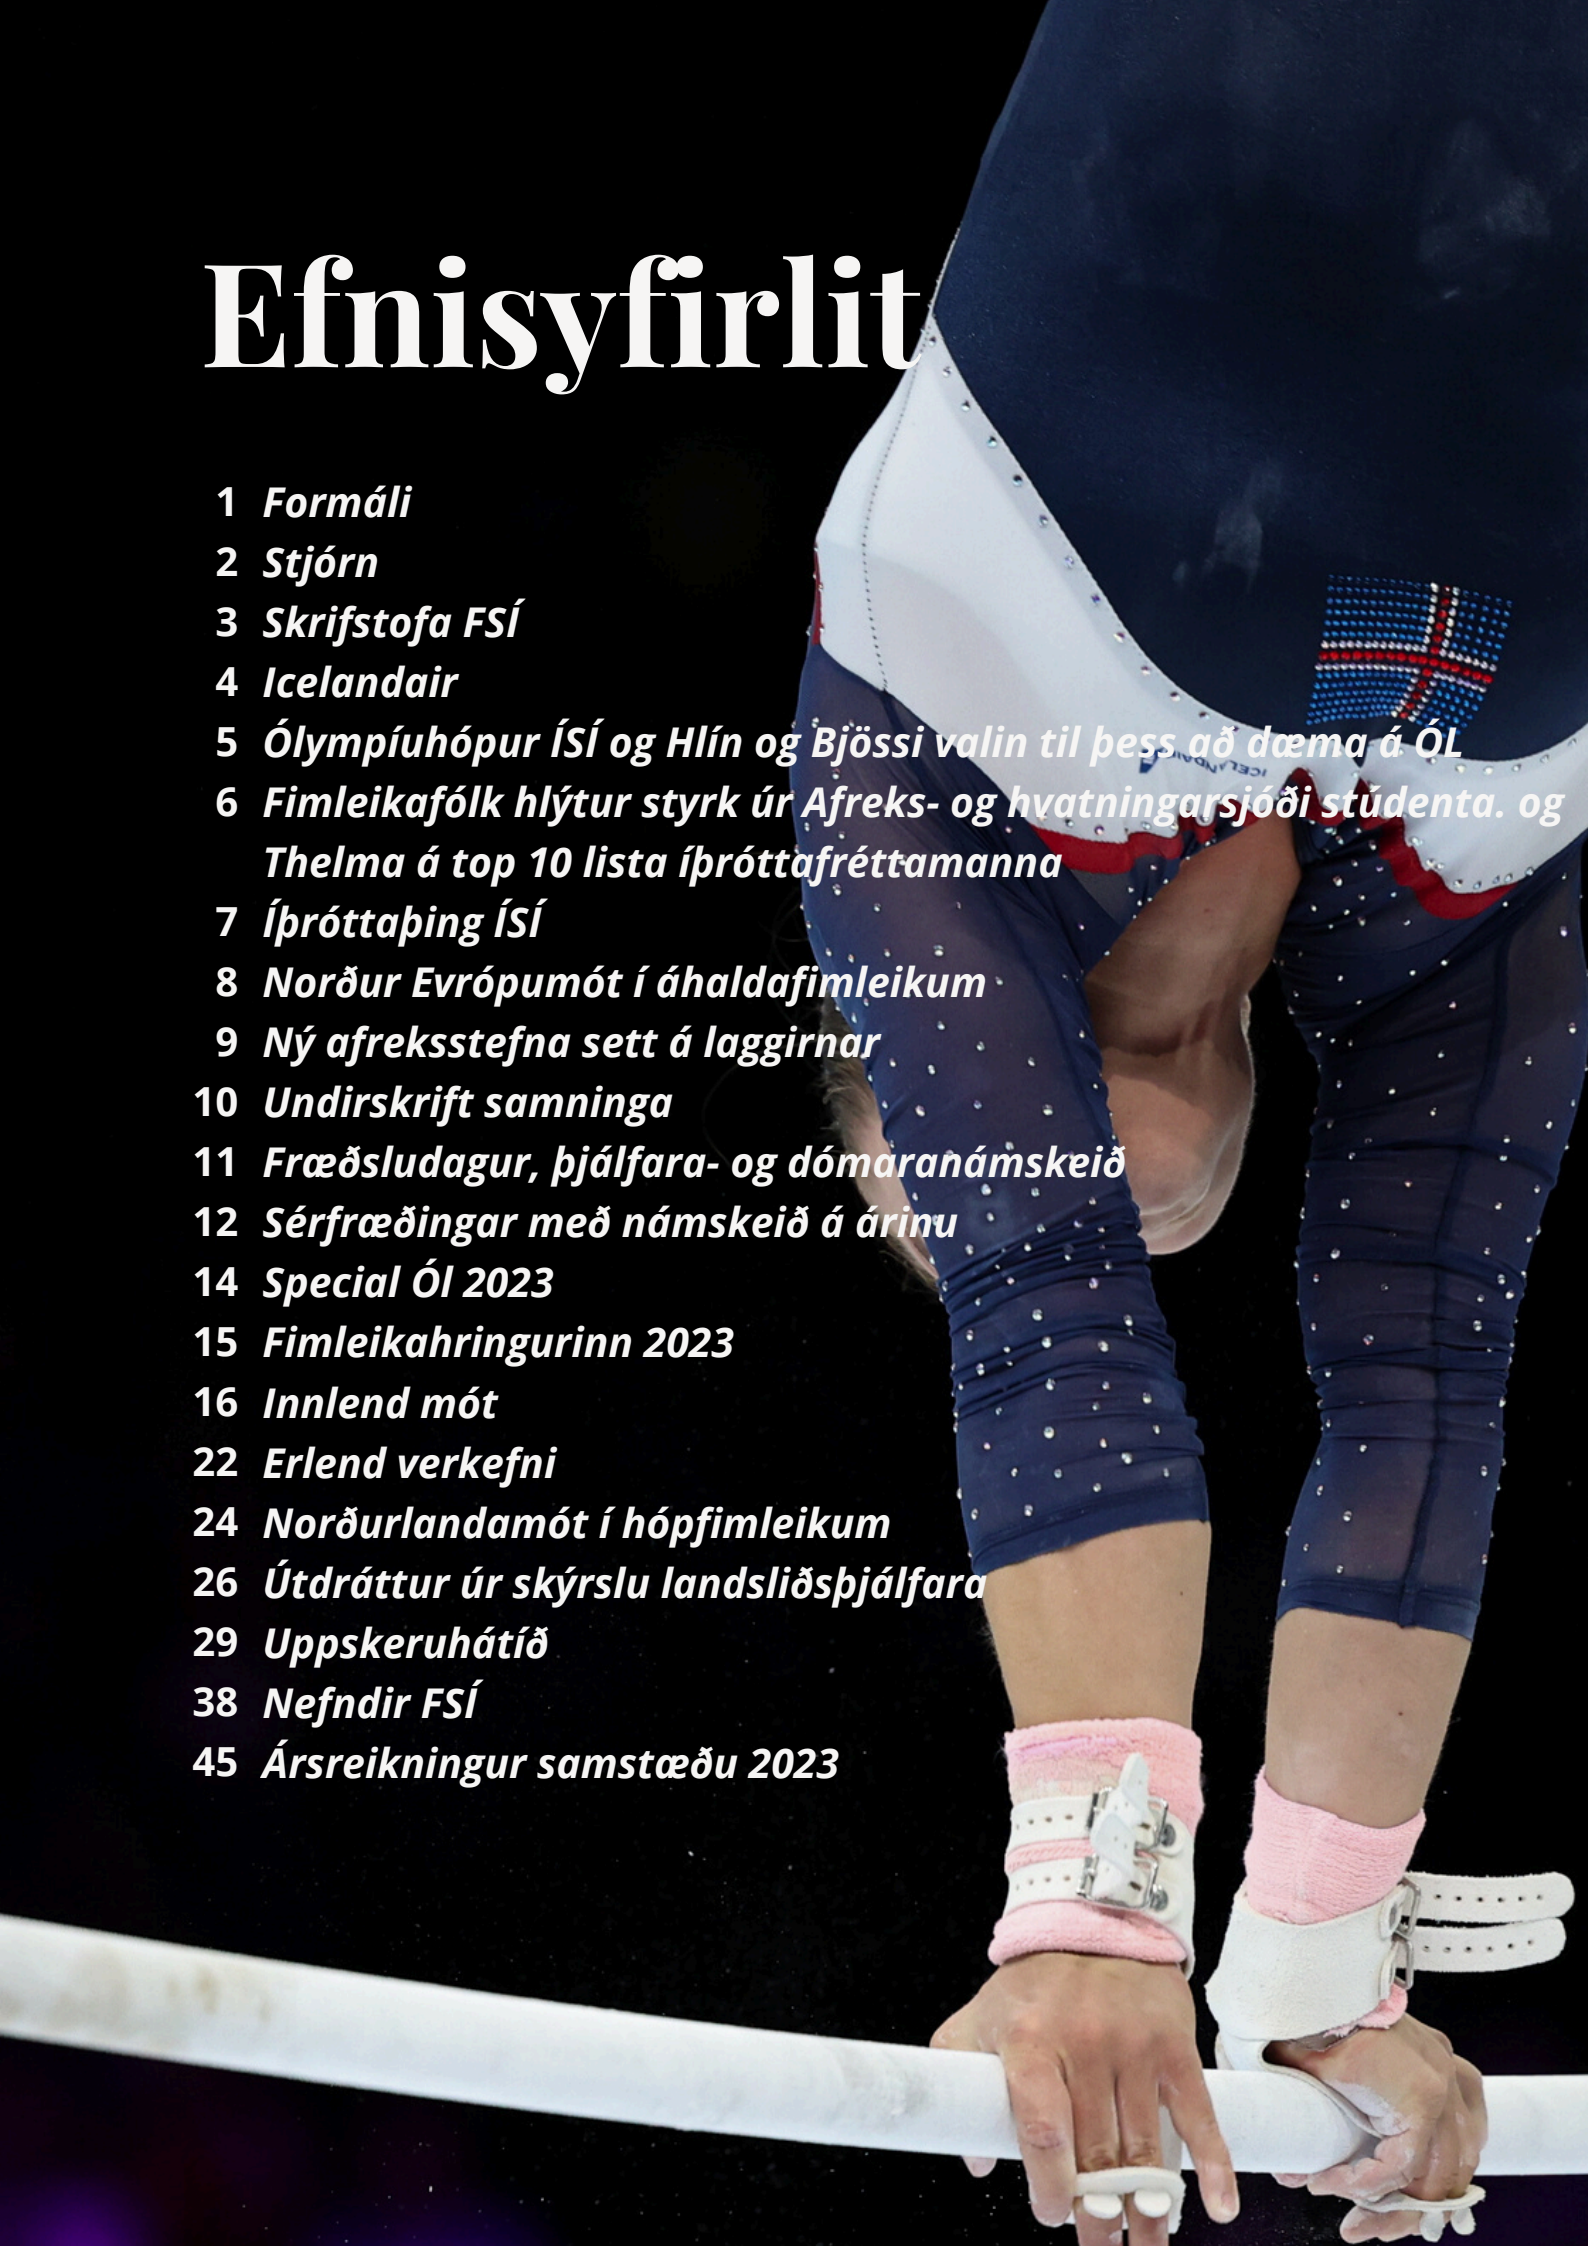 Efnisyfirlit
1 Formáli
2 Stjórn
3 Skrifstofa FSÍ
4 Icelandair
5 Ólympíuhópur ÍSÍ og Hlín og Bjössi valin til þess að dæma á ÓL
6 Fimleikafólk hlýtur styrk úr Afreks- og hvatningarsjóði stúdenta. og
Thelma á top 10 lista íþróttafréttamanna
7 Íþróttaþing ÍSÍ
8 Norður Evrópumót í áhaldafimleikum
9 Ný afreksstefna sett á laggirnar
10 Undirskrift samninga
11 Fræðsludagur, þjálfara- og dómaranámskeið
12 Sérfræðingar með námskeið á árinu
14 Special Ól 2023
15 Fimleikahringurinn 2023
16 Innlend mót
22 Erlend verkefni
24 Norðurlandamót í hópfimleikum
26 Útdráttur úr skýrslu landsliðsþjálfara
29 Uppskeruhátíð
38 Nefndir FSÍ
45 Ársreikningur samstæðu 2023
ICELANDAIR